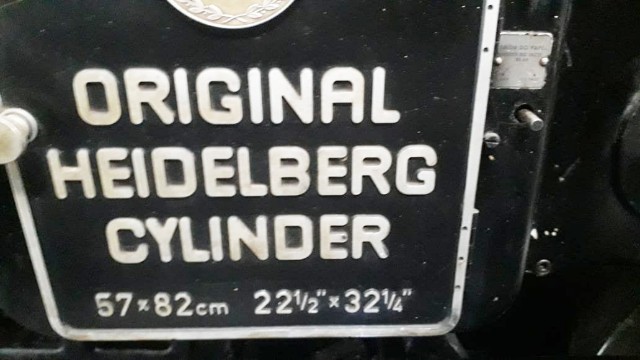 ORIGINAL
HEIDELBERG
CYLINDER
57×82cm 22½"×32¼"